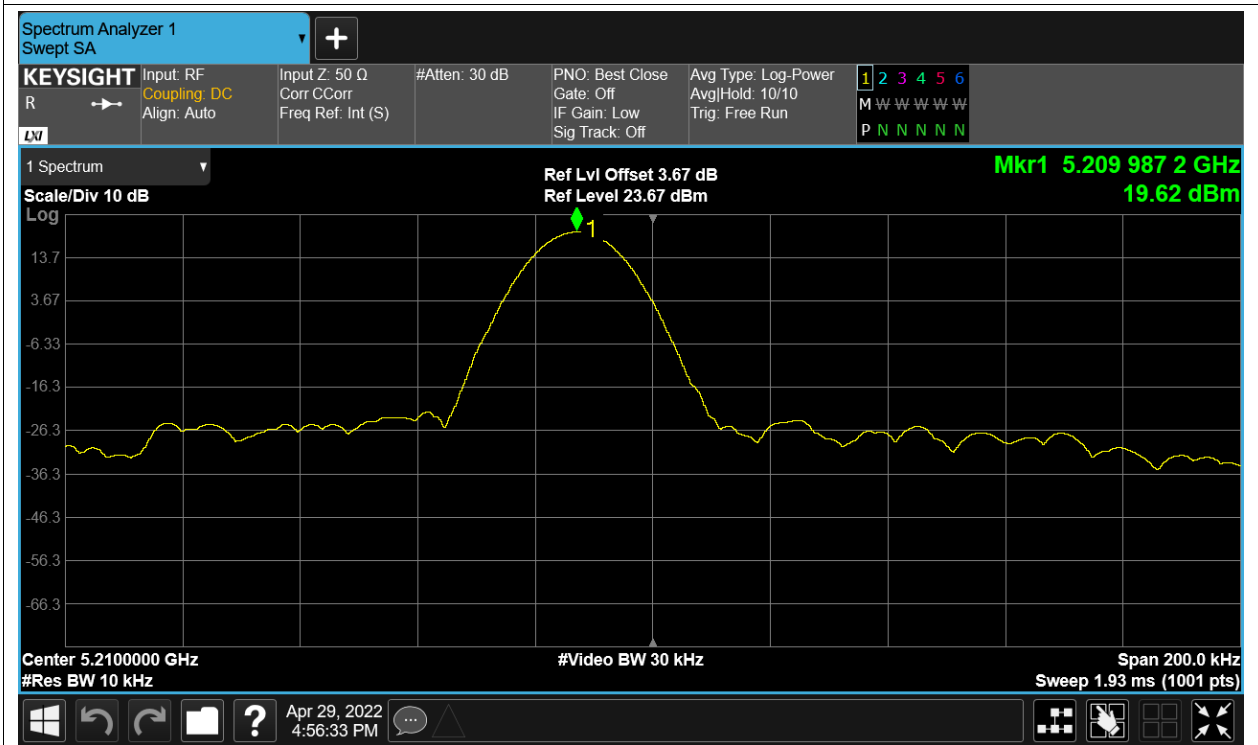 Spectrum Analyzer 1
Swept SA
KEYSIGHT
R
LXI
Input: RF
Coupling: DC
Align: Auto
Input Z: 50 Ω
Corr CCorr
Freq Ref: Int (S)
#Atten: 30 dB
PNO: Best Close
Gate: Off
IF Gain: Low
Sig Track: Off
Avg Type: Log-Power
Avg|Hold: 10/10
Trig: Free Run
1 2 3 4 5 6
M W W W W W
P N N N N N
1 Spectrum
Scale/Div 10 dB
Log
Ref Lvl Offset 3.67 dB
Ref Level 23.67 dBm
Mkr1 5.209 987 2 GHz
19.62 dBm
1
13.7
3.67
-6.33
-16.3
-26.3
-36.3
-46.3
-56.3
-66.3
Center 5.2100000 GHz
#Res BW 10 kHz
#Video BW 30 kHz
Span 200.0 kHz
Sweep 1.93 ms (1001 pts)
?
Apr 29, 2022
4:56:33 PM